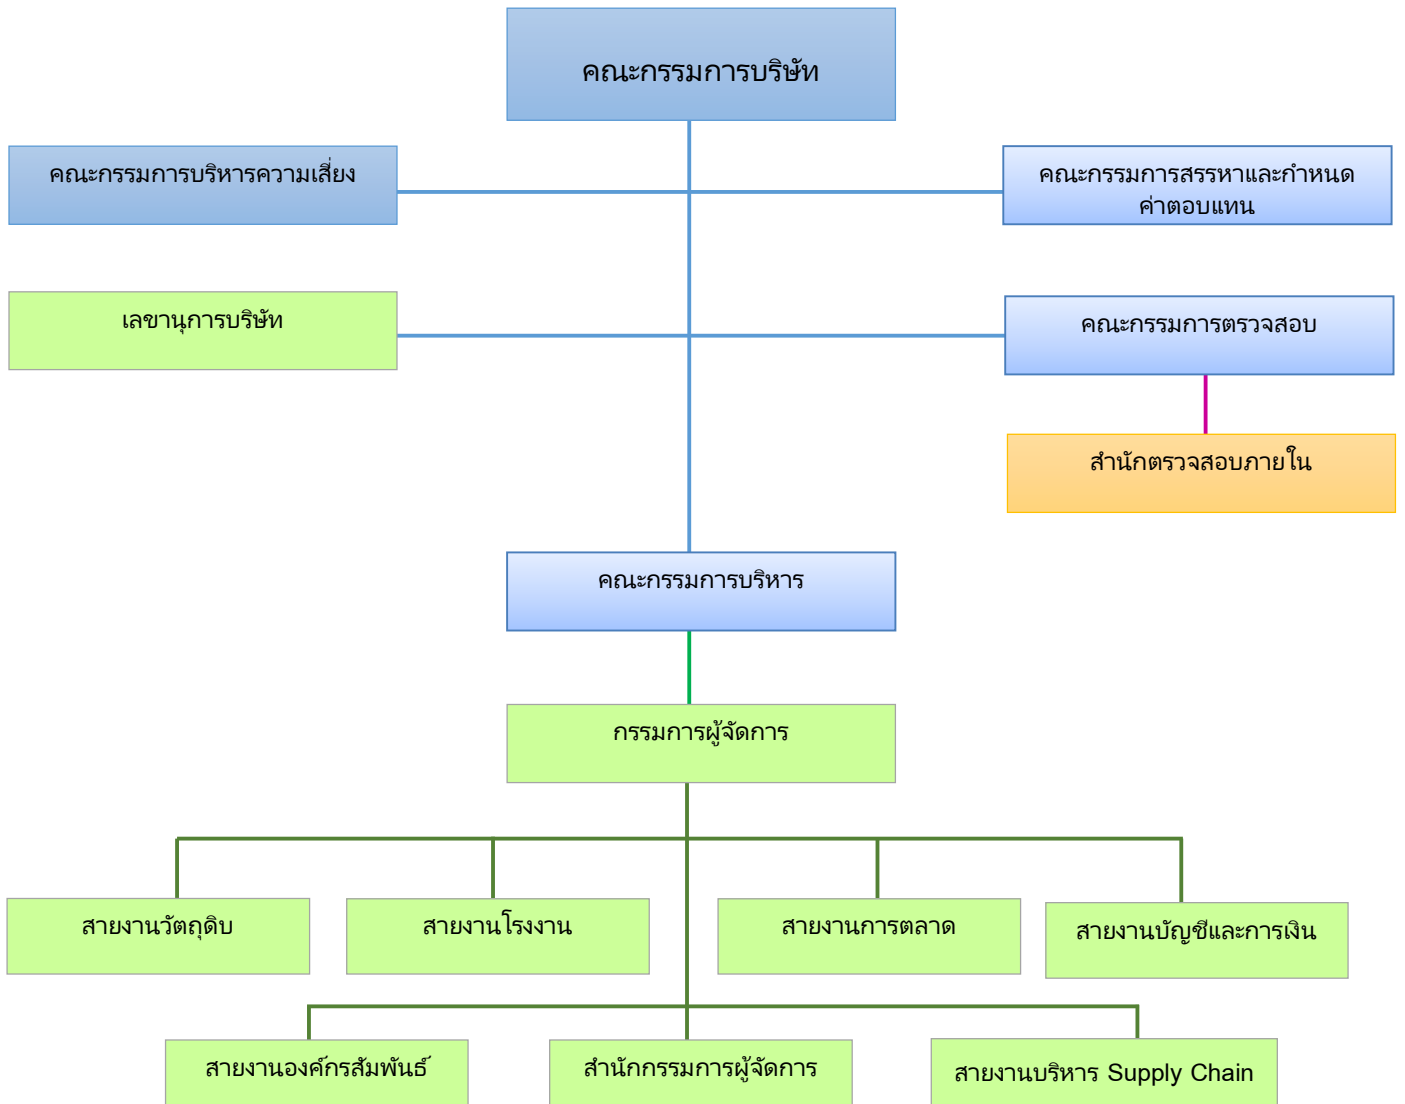 คณะกรรมการบริษัท
คณะกรรมการบริหารความเสี่ยง
คณะกรรมการสรรหาและกำหนด
ค่าตอบแทน
เลขานุการบริษัท
คณะกรรมการตรวจสอบ
สำนักตรวจสอบภายใน
คณะกรรมการบริหาร
กรรมการผู้จัดการ
สายงานวัตถุดิบ
สายงานโรงงาน
สายงานการตลาด
สายงานบัญชีและการเงิน
สายงานองค์กรสัมพันธ์
สำนักกรรมการผู้จัดการ
สายงานบริหาร Supply Chain